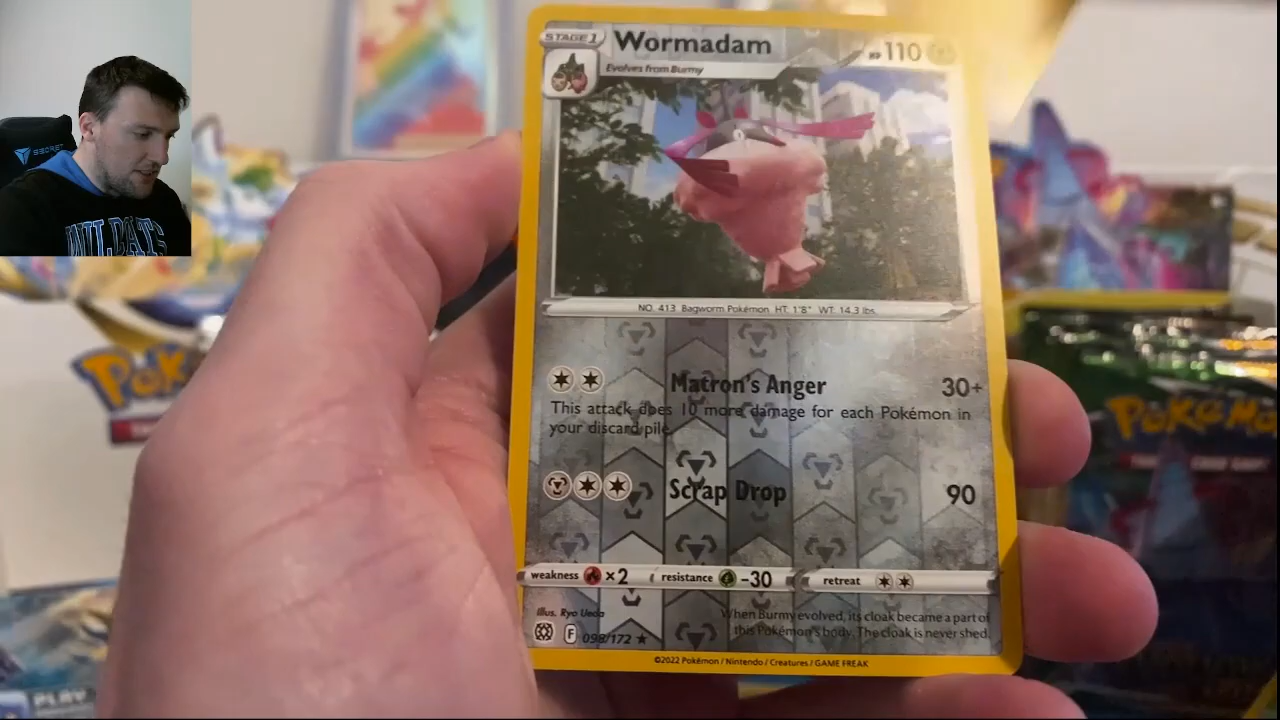 STAGE 1
Wormadam
HP 110
Evolves from Burmy
NO. 413 Bagworm Pokémon HT: 1'8" WT: 14.3 lbs.
Matron's Anger 30+
This attack does 10 more damage for each Pokémon in
your discard pile.
Scrap Drop 90
weakness ×2 resistance -30 retreat
Illus. Ryo Ueda
When Burmy evolved, its cloak became a part of
this Pokémon's body. The cloak is never shed.
F 098/172 ★
©2022 Pokémon / Nintendo / Creatures / GAME FREAK
WILDCATS
PLAY